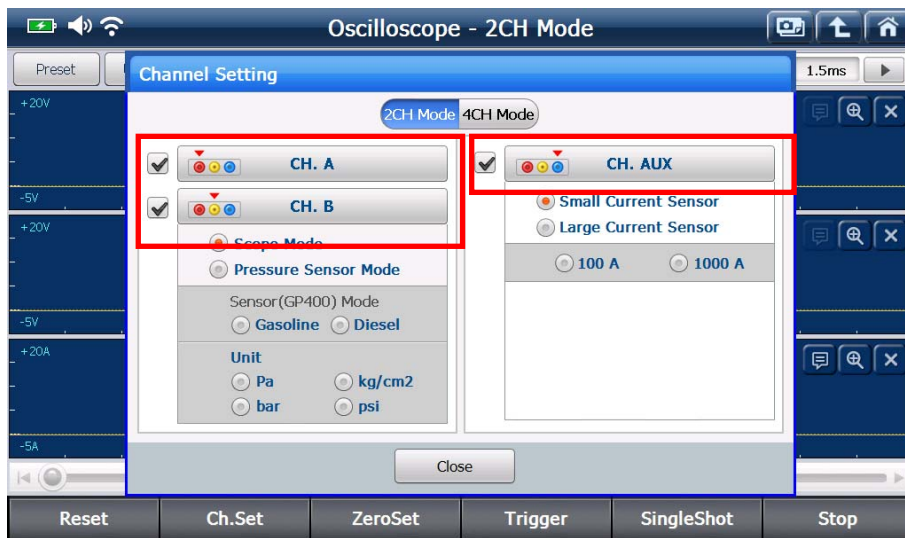 Oscilloscope - 2CH Mode
Preset
1.5ms
Channel Setting
2CH Mode 4CH Mode
CH. A
CH. B
Scope Mode
Pressure Sensor Mode
Sensor(GP400) Mode
Gasoline Diesel
Unit
Pa kg/cm2
bar psi
CH. AUX
Small Current Sensor
Large Current Sensor
100 A 1000 A
Close
+20V
-5V
+20V
-5V
+20A
-5A
Reset Ch.Set ZeroSet Trigger SingleShot Stop